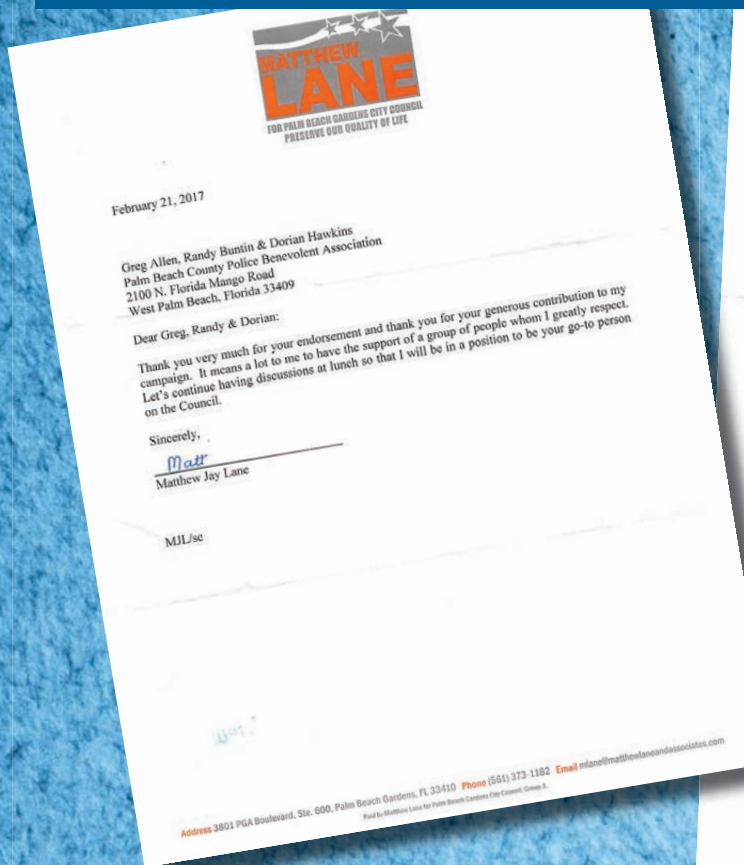 MATTHEW
LANE
FOR PALM BEACH GARDENS CITY COUNCIL
PRESERVE OUR QUALITY OF LIFE
February 21, 2017
Greg Allen, Randy Buntin & Dorian Hawkins
Palm Beach County Police Benevolent Association
2100 N. Florida Mango Road
West Palm Beach, Florida 33409
Dear Greg, Randy & Dorian:
Thank you very much for your endorsement and thank you for your generous contribution to my
campaign. It means a lot to me to have the support of a group of people whom I greatly respect.
Let's continue having discussions at lunch so that I will be in a position to be your go-to person
on the Council.
Sincerely,
Matt
Matthew Jay Lane
MJL/sc
Address 3801 PGA Boulevard, Ste. 600, Palm Beach Gardens, FL 33410 Phone (561) 373-1182 Email mlane@matthewlaneandassociates.com
Paid by Matthew Lane for Palm Beach Gardens City Council, Group 3.